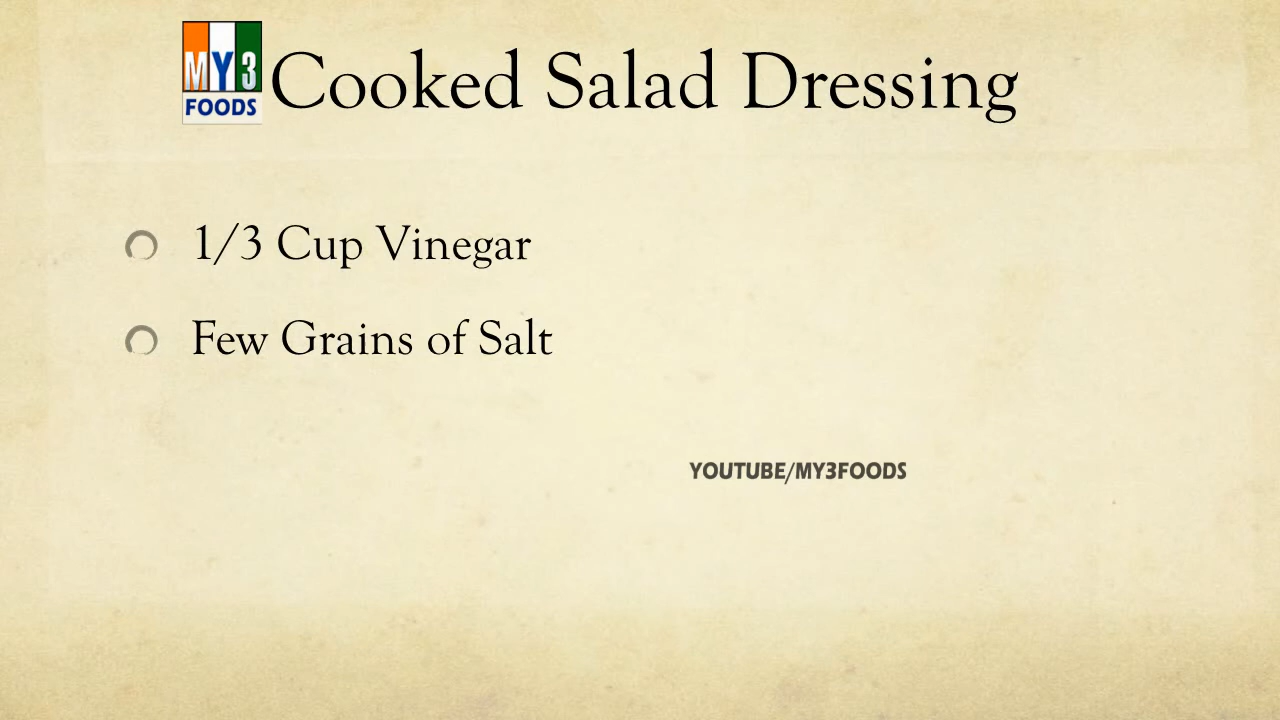 MY3
FOODS
Cooked Salad Dressing
1/3 Cup Vinegar
Few Grains of Salt
YOUTUBE/MY3FOODS